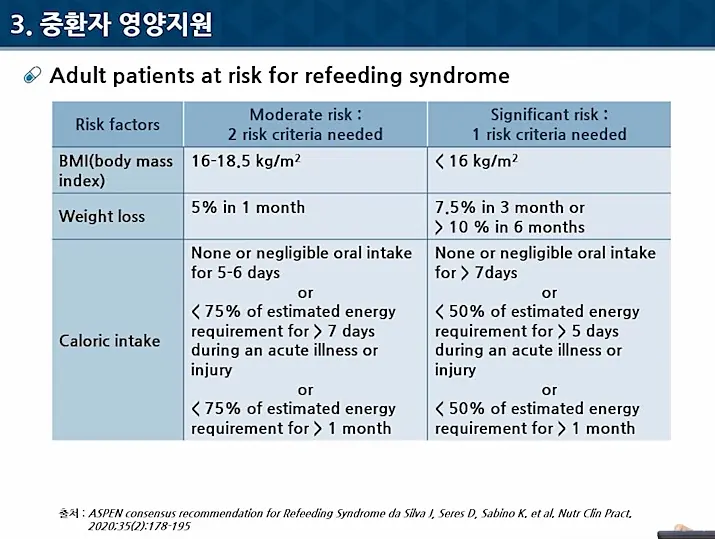 3. 중환자 영양지원
Adult patients at risk for refeeding syndrome
Risk factors
Moderate risk :
2 risk criteria needed
Significant risk :
1 risk criteria needed
BMI(body mass
index)
16-18.5 kg/m²
< 16 kg/m²
Weight loss
5% in 1 month
7.5% in 3 month or
> 10 % in 6 months
Caloric intake
None or negligible oral intake
for 5-6 days
or
< 75% of estimated energy
requirement for > 7 days
during an acute illness or
injury
or
< 75% of estimated energy
requirement for > 1 month
None or negligible oral intake
for > 7days
or
< 50% of estimated energy
requirement for > 5 days
during an acute illness or
injury
or
< 50% of estimated energy
requirement for > 1 month
출처 : ASPEN consensus recommendation for Refeeding Syndrome da Silva J, Seres D, Sabino K. et al. Nutr Clin Pract.
2020;35(2):178-195